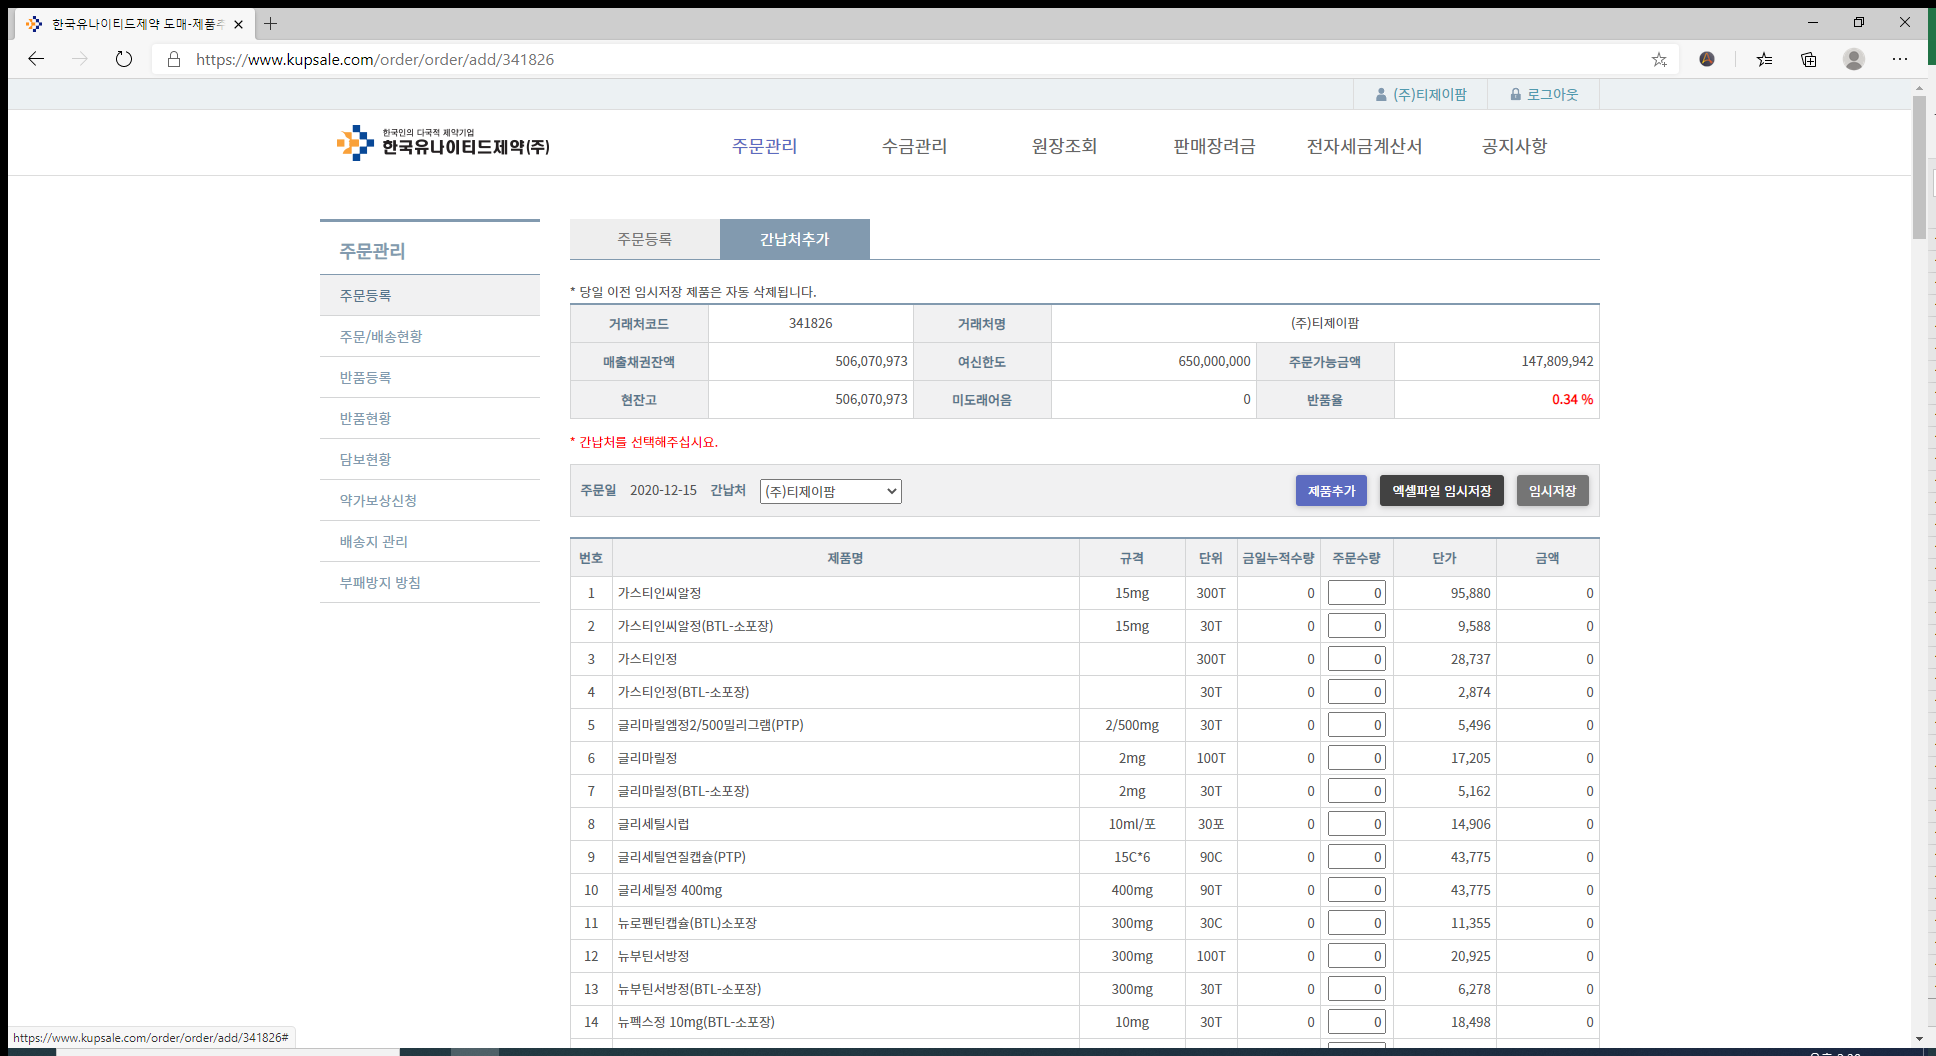 한국유나이티드제약 도매-제품주
https://www.kupsale.com/order/order/add/341826
(주)티제이팜
로그아웃
한국인의 다국적 제약기업
한국유나이티드제약(주)
주문관리 수금관리 원장조회 판매장려금 전자세금계산서 공지사항
주문관리
주문등록
주문/배송현황
반품등록
반품현황
담보현황
약가보상신청
배송지 관리
부패방지 방침
주문등록 간납처추가
* 당일 이전 임시저장 제품은 자동 삭제됩니다.
거래처코드 341826 거래처명 (주)티제이팜
매출채권잔액 506,070,973 여신한도 650,000,000 주문가능금액 147,809,942
현잔고 506,070,973 미도래어음 0 반품율 0.34 %
* 간납처를 선택해주십시요.
주문일 2020-12-15 간납처 (주)티제이팜 제품추가 엑셀파일 임시저장 임시저장
번호 제품명 규격 단위 금일누적수량 주문수량 단가 금액
1 가스티인씨알정 15mg 300T 0 0 95,880 0
2 가스티인씨알정(BTL-소포장) 15mg 30T 0 0 9,588 0
3 가스티인정 300T 0 0 28,737 0
4 가스티인정(BTL-소포장) 30T 0 0 2,874 0
5 글리마릴엠정2/500밀리그램(PTP) 2/500mg 30T 0 0 5,496 0
6 글리마릴정 2mg 100T 0 0 17,205 0
7 글리마릴정(BTL-소포장) 2mg 30T 0 0 5,162 0
8 글리세틸시럽 10ml/포 30포 0 0 14,906 0
9 글리세틸연질캡슐(PTP) 15C*6 90C 0 0 43,775 0
10 글리세틸정 400mg 400mg 90T 0 0 43,775 0
11 뉴로펜틴캡슐(BTL)소포장 300mg 30C 0 0 11,355 0
12 뉴부틴서방정 300mg 100T 0 0 20,925 0
13 뉴부틴서방정(BTL-소포장) 300mg 30T 0 0 6,278 0
14 뉴펙스정 10mg(BTL-소포장) 10mg 30T 0 0 18,498 0
https://www.kupsale.com/order/order/add/341826#